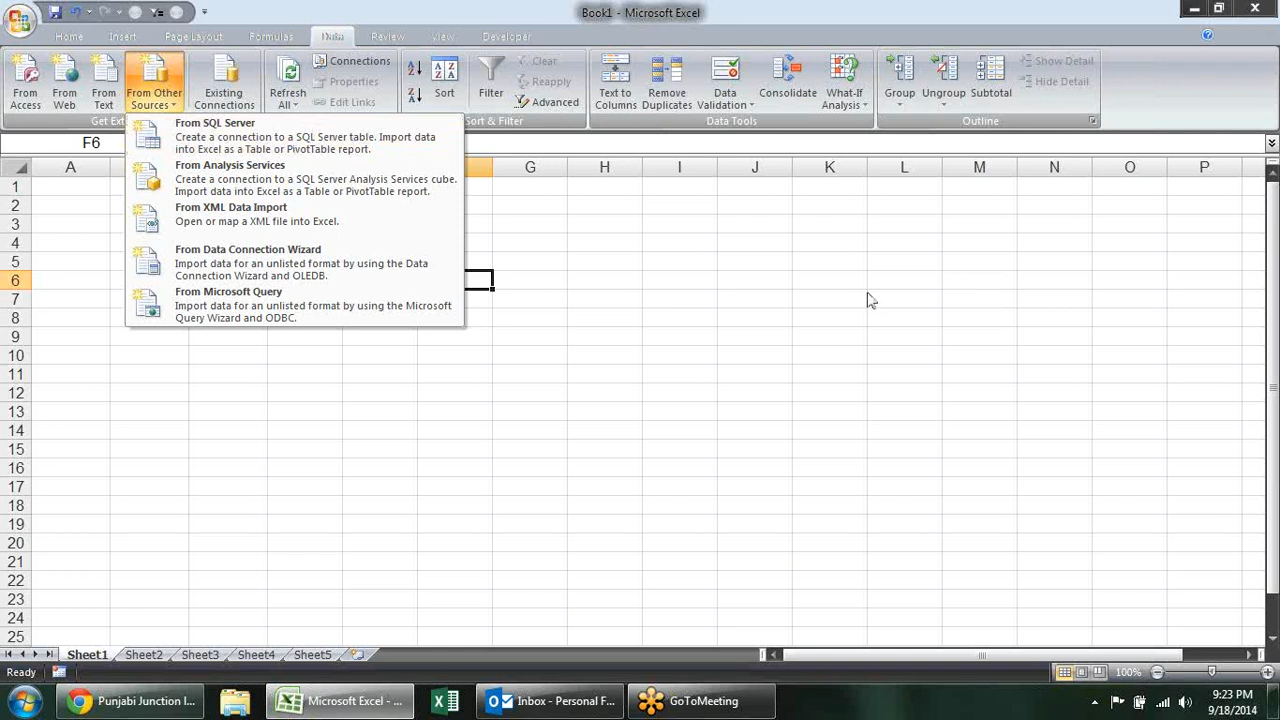 Book1 - Microsoft Excel
Home Insert Page Layout Formulas Data Review View Developer
From Access
From Web
From Text
From Other Sources
Existing Connections
Refresh All
Connections
Properties
Edit Links
Sort
Filter
Clear
Reapply
Advanced
Text to Columns
Remove Duplicates
Data Validation
Consolidate
What-If Analysis
Group
Ungroup
Subtotal
Show Detail
Hide Detail
Get Ex
Sort & Filter
Data Tools
Outline
F6
From SQL Server
Create a connection to a SQL Server table. Import data
into Excel as a Table or PivotTable report.
From Analysis Services
Create a connection to a SQL Server Analysis Services cube.
Import data into Excel as a Table or PivotTable report.
From XML Data Import
Open or map a XML file into Excel.
From Data Connection Wizard
Import data for an unlisted format by using the Data
Connection Wizard and OLEDB.
From Microsoft Query
Import data for an unlisted format by using the Microsoft
Query Wizard and ODBC.
A G H I J K L M N O P
1
2
3
4
5
6
7
8
9
10
11
12
13
14
15
16
17
18
19
20
21
22
23
24
25
Sheet1 Sheet2 Sheet3 Sheet4 Sheet5
Ready 100%
Punjabi Junction I... Microsoft Excel - ... Inbox - Personal F... GoToMeeting 9:23 PM
9/18/2014